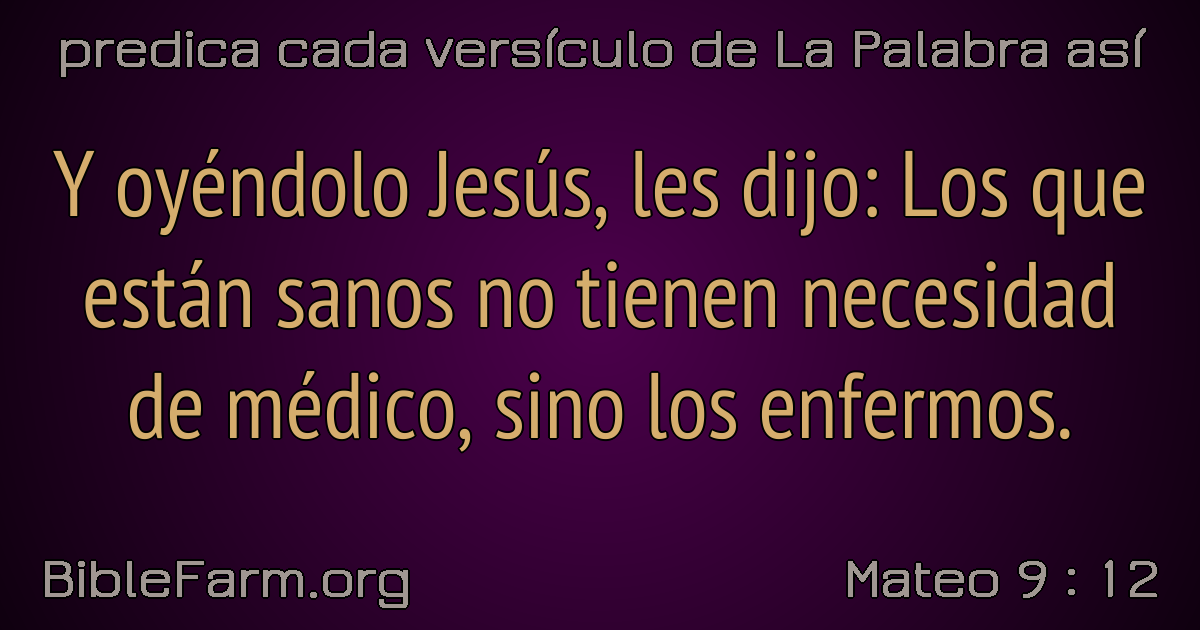 predica cada versículo de La Palabra así
Y oyéndolo Jesús, les dijo: Los que
están sanos no tienen necesidad
de médico, sino los enfermos.
BibleFarm.org
Mateo 9 : 12